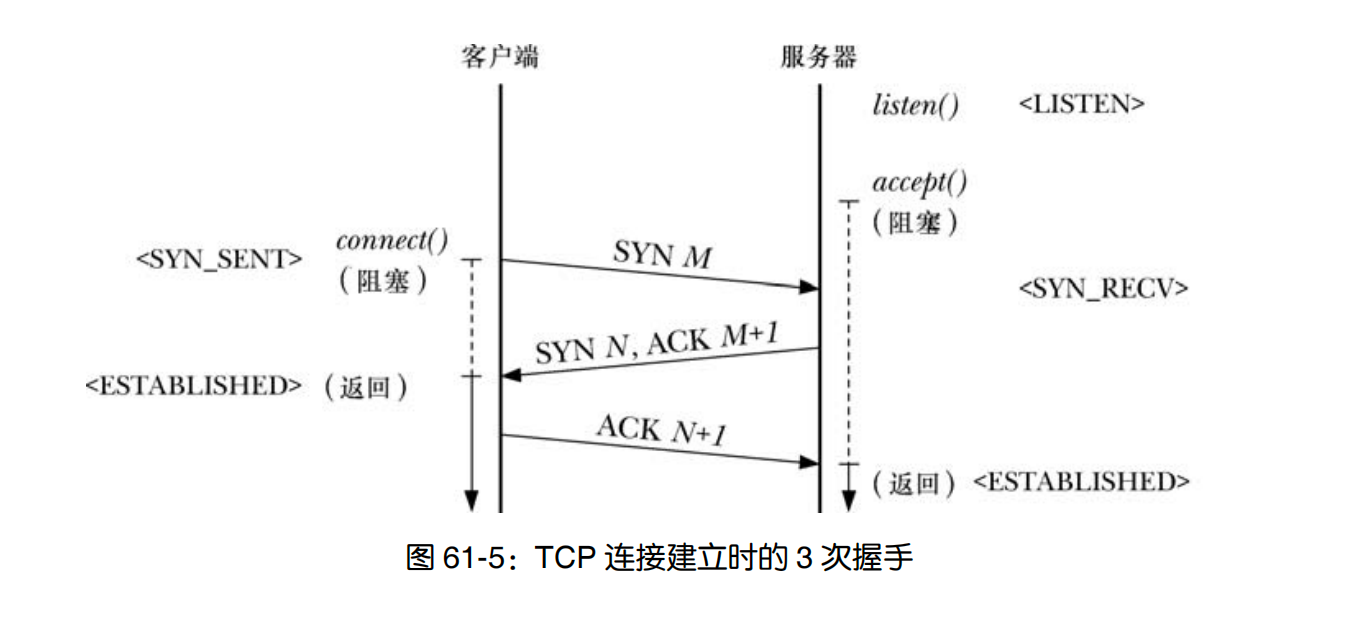 客户端 服务器
listen() <LISTEN>
accept()
（阻塞）
<SYN_SENT> connect() SYN M
（阻塞） <SYN_RECV>
SYN N, ACK M+1
<ESTABLISHED> （返回）
ACK N+1
（返回） <ESTABLISHED>
图 61-5：TCP 连接建立时的 3 次握手